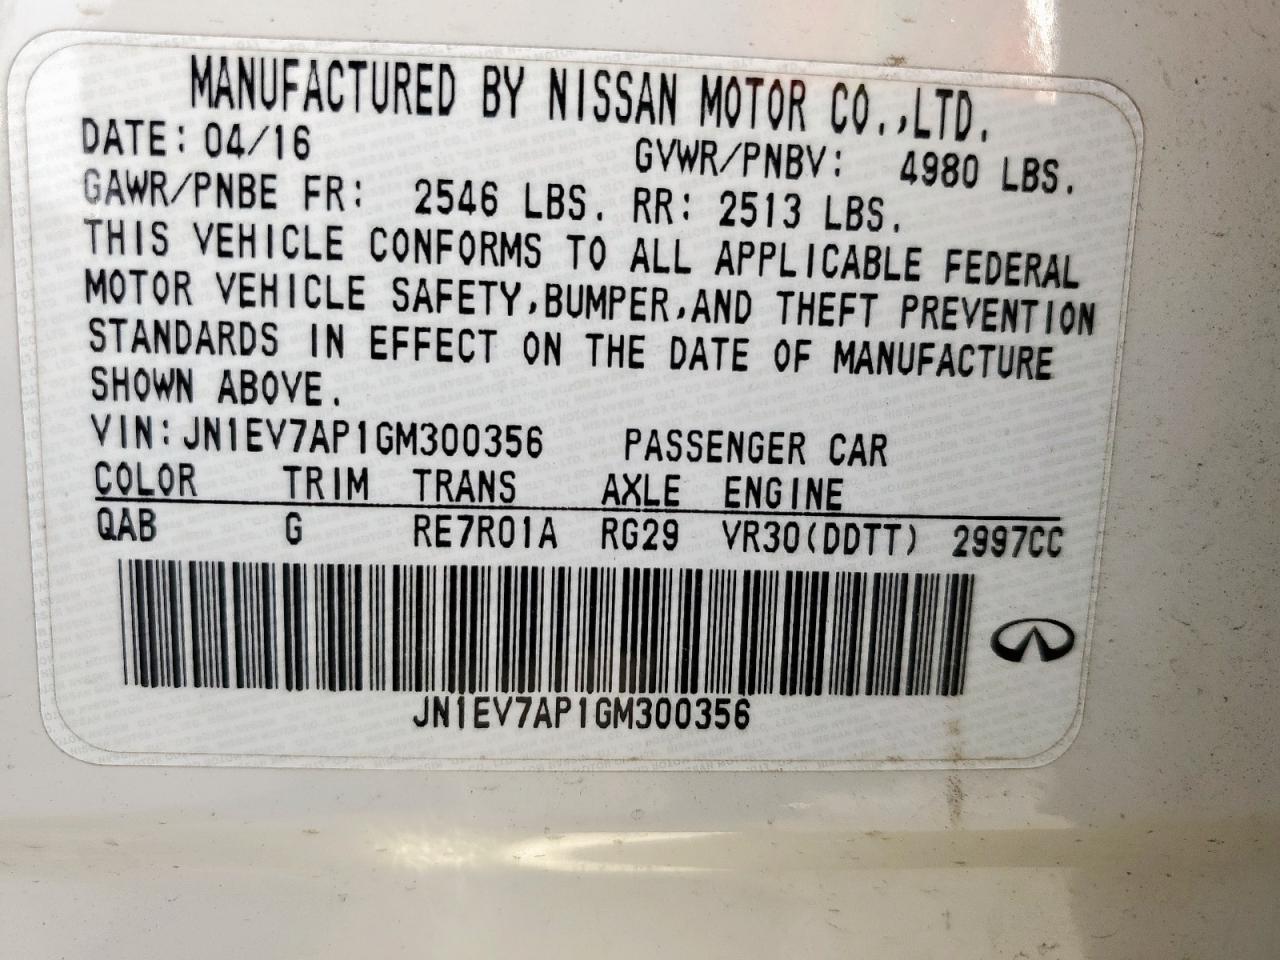 MANUFACTURED BY NISSAN MOTOR CO.,LTD.
DATE: 04/16 GVWR/PNBV: 4980 LBS.
GAWR/PNBE FR: 2546 LBS. RR: 2513 LBS.
THIS VEHICLE CONFORMS TO ALL APPLICABLE FEDERAL
MOTOR VEHICLE SAFETY,BUMPER,AND THEFT PREVENTION
STANDARDS IN EFFECT ON THE DATE OF MANUFACTURE
SHOWN ABOVE.
VIN:JN1EV7AP1GM300356 PASSENGER CAR
COLOR TRIM TRANS AXLE ENGINE
QAB G RE7R01A RG29 VR30(DDTT) 2997CC
JN1EV7AP1GM300356